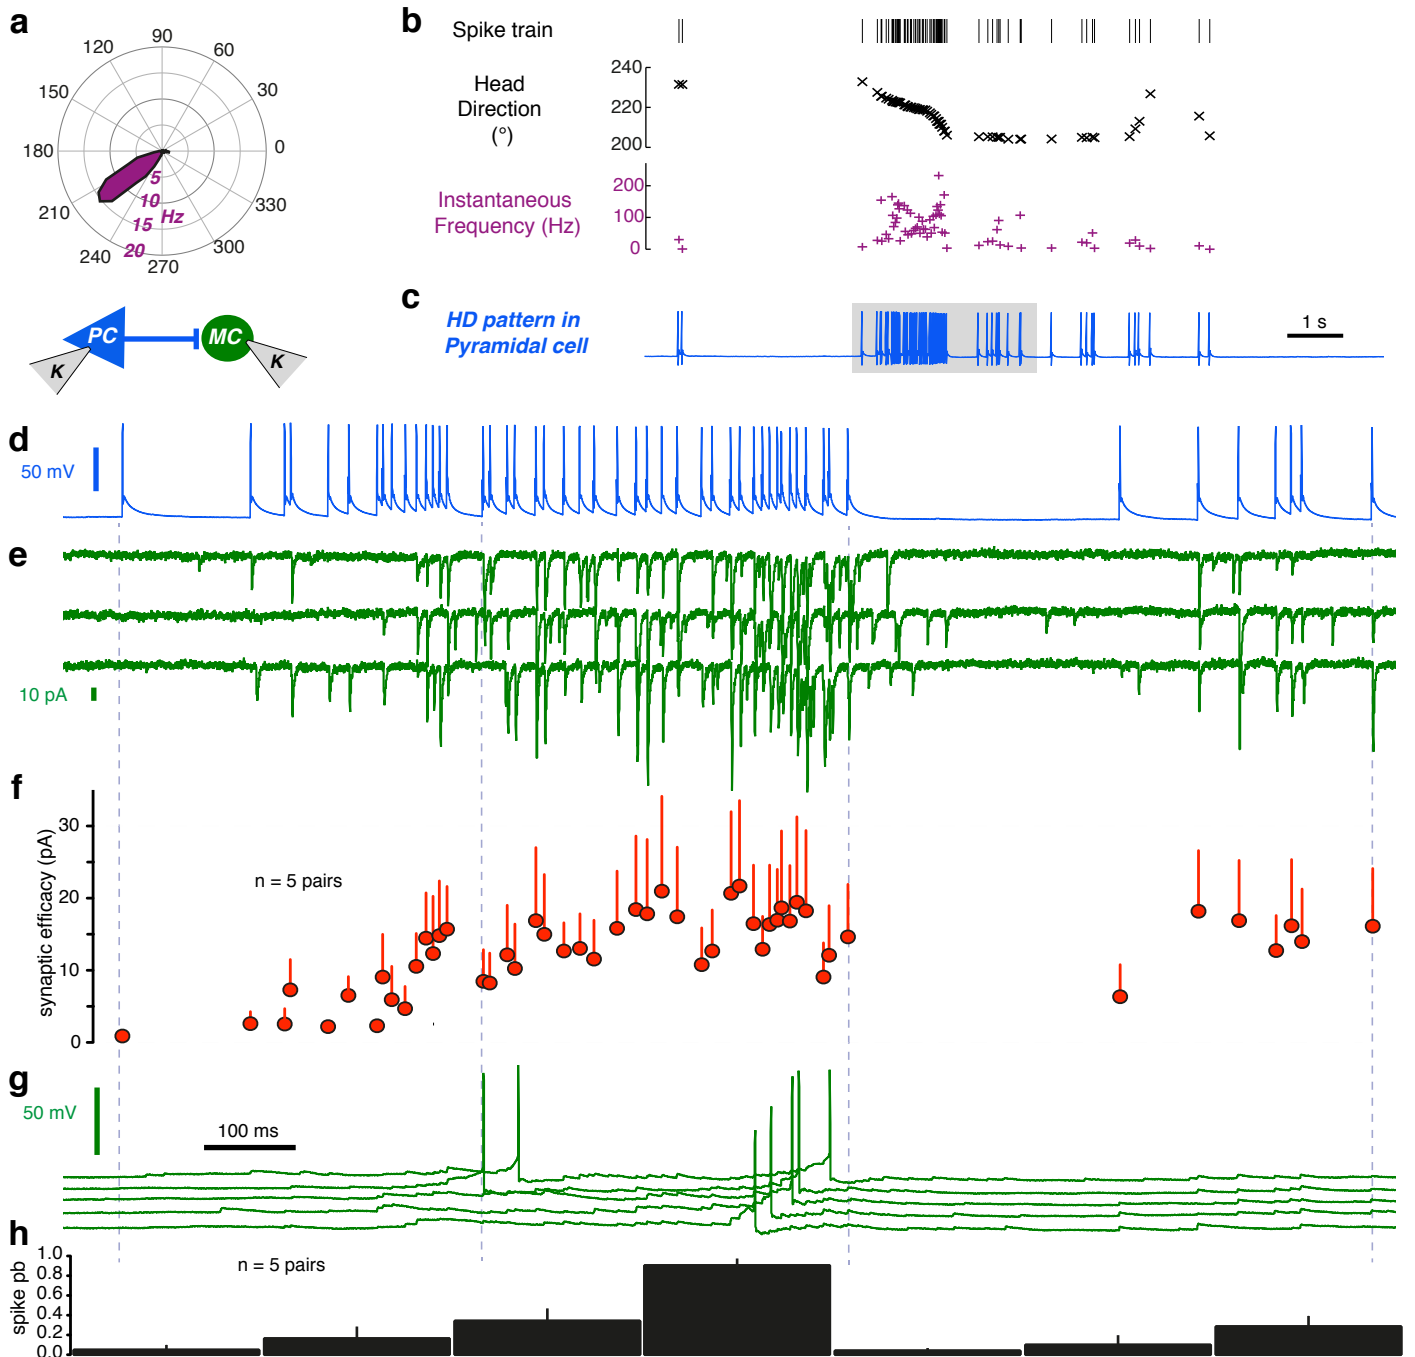 a
90
120
60
150
30
180
0
5
10
Hz
15
20
210
330
240
300
270
b
Spike train
Head
Direction
(°)
240
220
200
Instantaneous
Frequency (Hz)
200
100
0
PC
MC
K
K
c
HD pattern in
Pyramidal cell
1 s
d
50 mV
e
10 pA
f
synaptic efficacy (pA)
30
20
10
0
n = 5 pairs
g
50 mV
100 ms
h
spike pb
1.0
0.8
0.6
0.4
0.2
0.0
n = 5 pairs